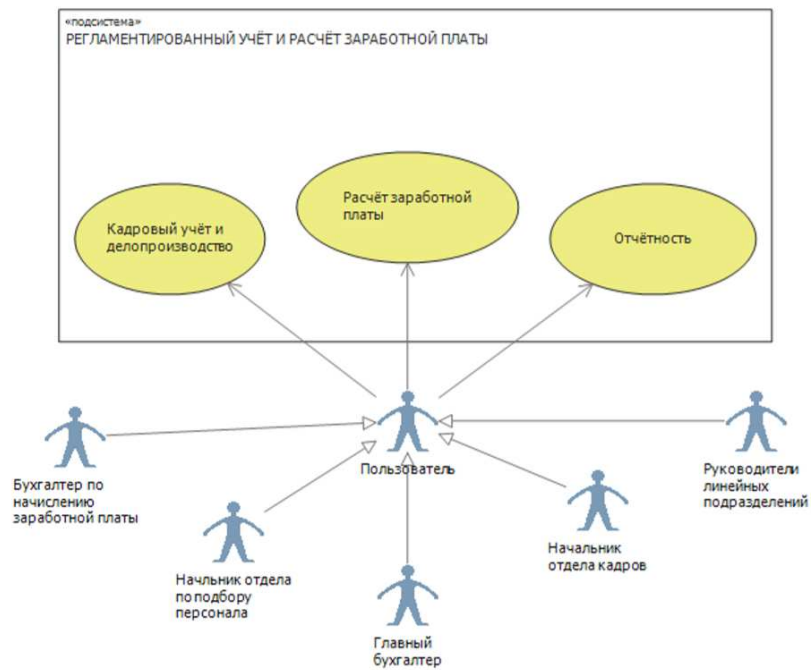 «подсистема»
РЕГЛАМЕНТИРОВАННЫЙ УЧЁТ И РАСЧЁТ ЗАРАБОТНОЙ ПЛАТЫ
Кадровый учёт и
делопроизводство
Расчёт заработной
платы
Отчётность
Пользователь
Бухгалтер по
начислению
заработной платы
Начльник отдела
по подбору
персонала
Главный
бухгалтер
Начальник
отдела кадров
Руководители
линейных
подразделений